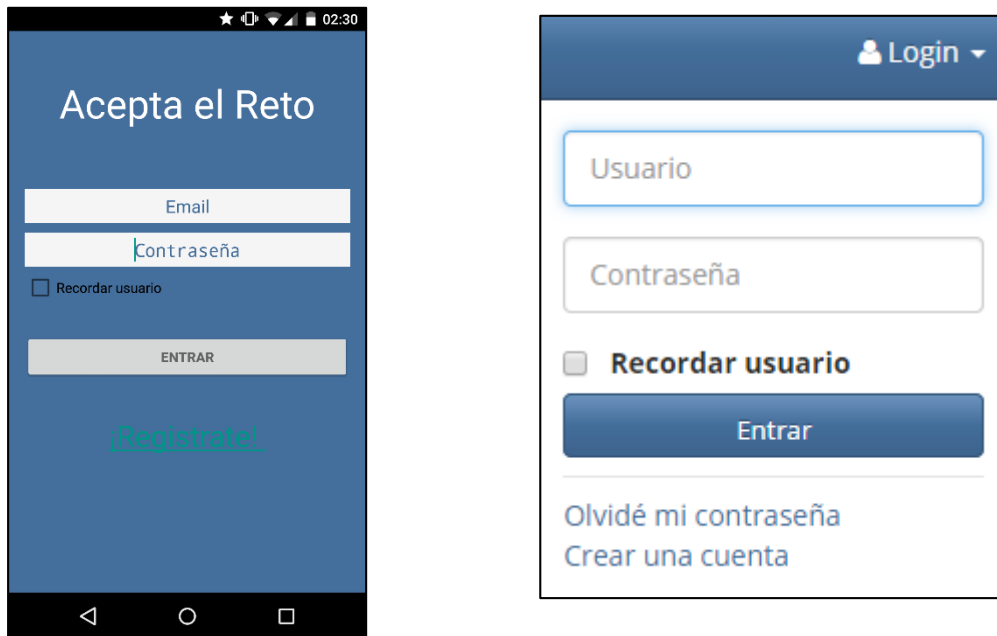 02:30
Acepta el Reto
Email
Contraseña
Recordar usuario
ENTRAR
¡Registrate!
Login
Usuario
Contraseña
Recordar usuario
Entrar
Olvidé mi contraseña
Crear una cuenta